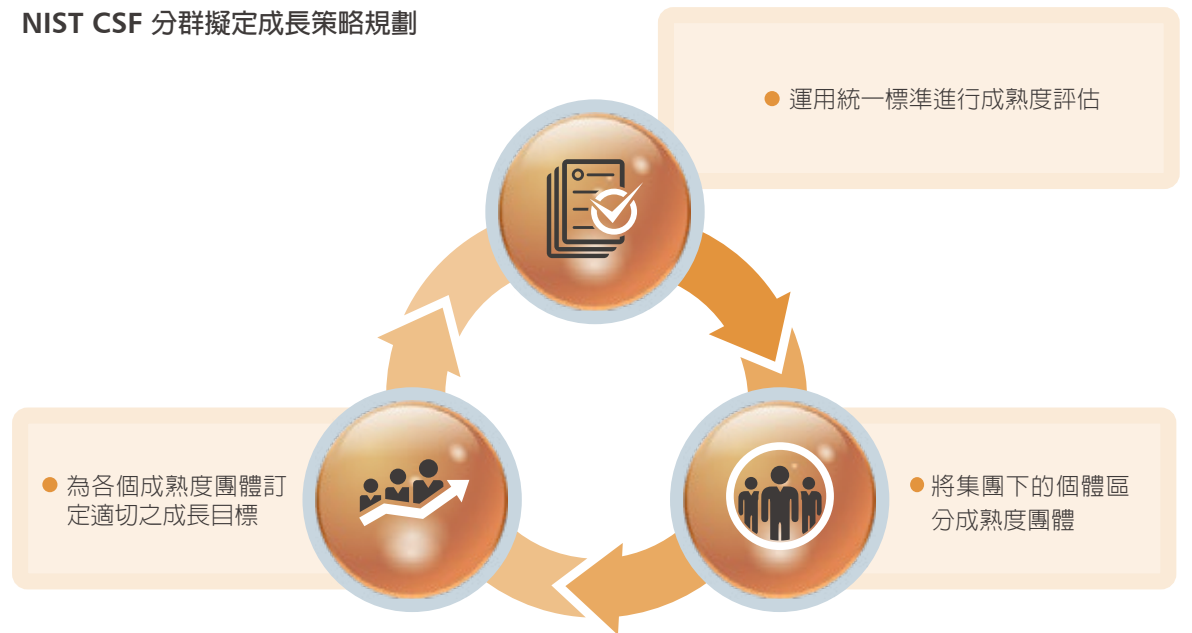 NIST CSF 分群擬定成長策略規劃
● 運用統一標準進行成熟度評估
● 為各個成熟度團體訂
定適切之成長目標
● 將集團下的個體區
分成熟度團體